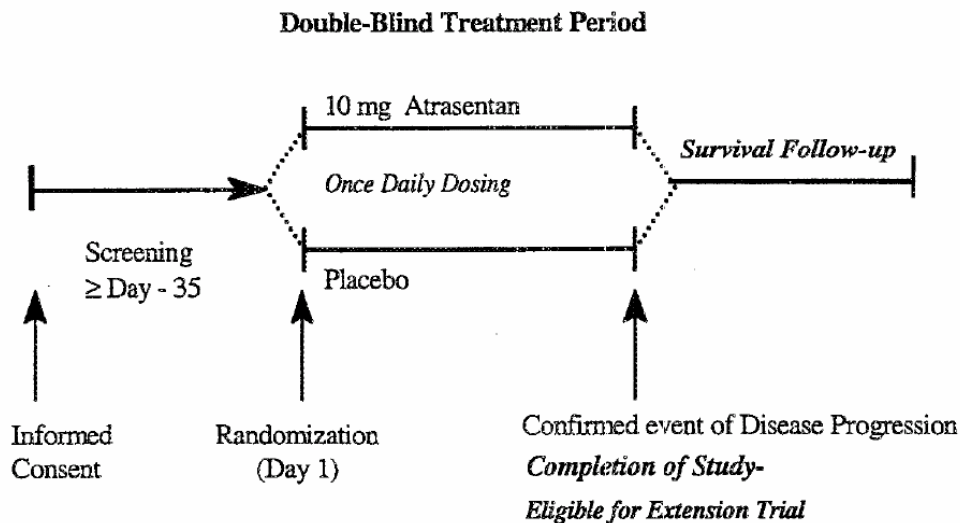 Double-Blind Treatment Period
10 mg Atrasentan
Survival Follow-up
Once Daily Dosing
Screening
≥ Day - 35
Placebo
Informed
Consent
Randomization
(Day 1)
Confirmed event of Disease Progression
Completion of Study-
Eligible for Extension Trial